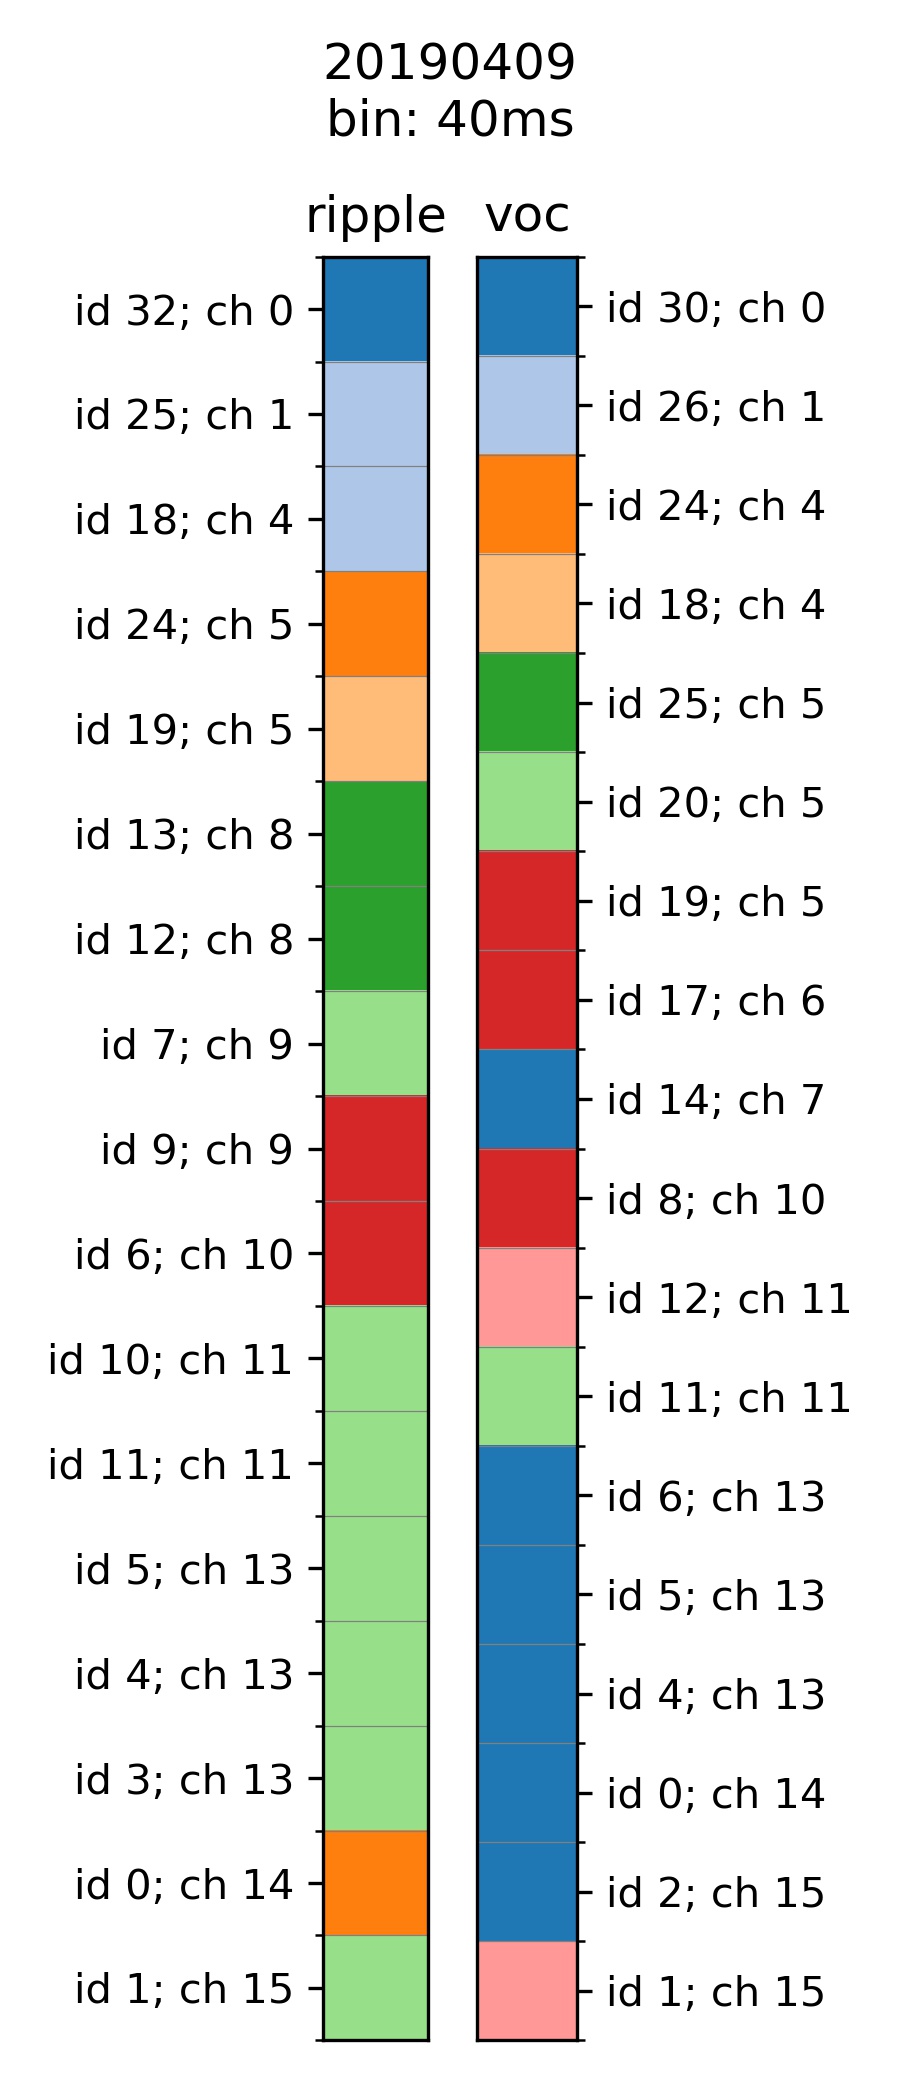 20190409
bin: 40ms
ripple voc
id 32; ch 0
id 25; ch 1
id 18; ch 4
id 24; ch 5
id 19; ch 5
id 13; ch 8
id 12; ch 8
id 7; ch 9
id 9; ch 9
id 6; ch 10
id 10; ch 11
id 11; ch 11
id 5; ch 13
id 4; ch 13
id 3; ch 13
id 0; ch 14
id 1; ch 15
id 30; ch 0
id 26; ch 1
id 24; ch 4
id 18; ch 4
id 25; ch 5
id 20; ch 5
id 19; ch 5
id 17; ch 6
id 14; ch 7
id 8; ch 10
id 12; ch 11
id 11; ch 11
id 6; ch 13
id 5; ch 13
id 4; ch 13
id 0; ch 14
id 2; ch 15
id 1; ch 15